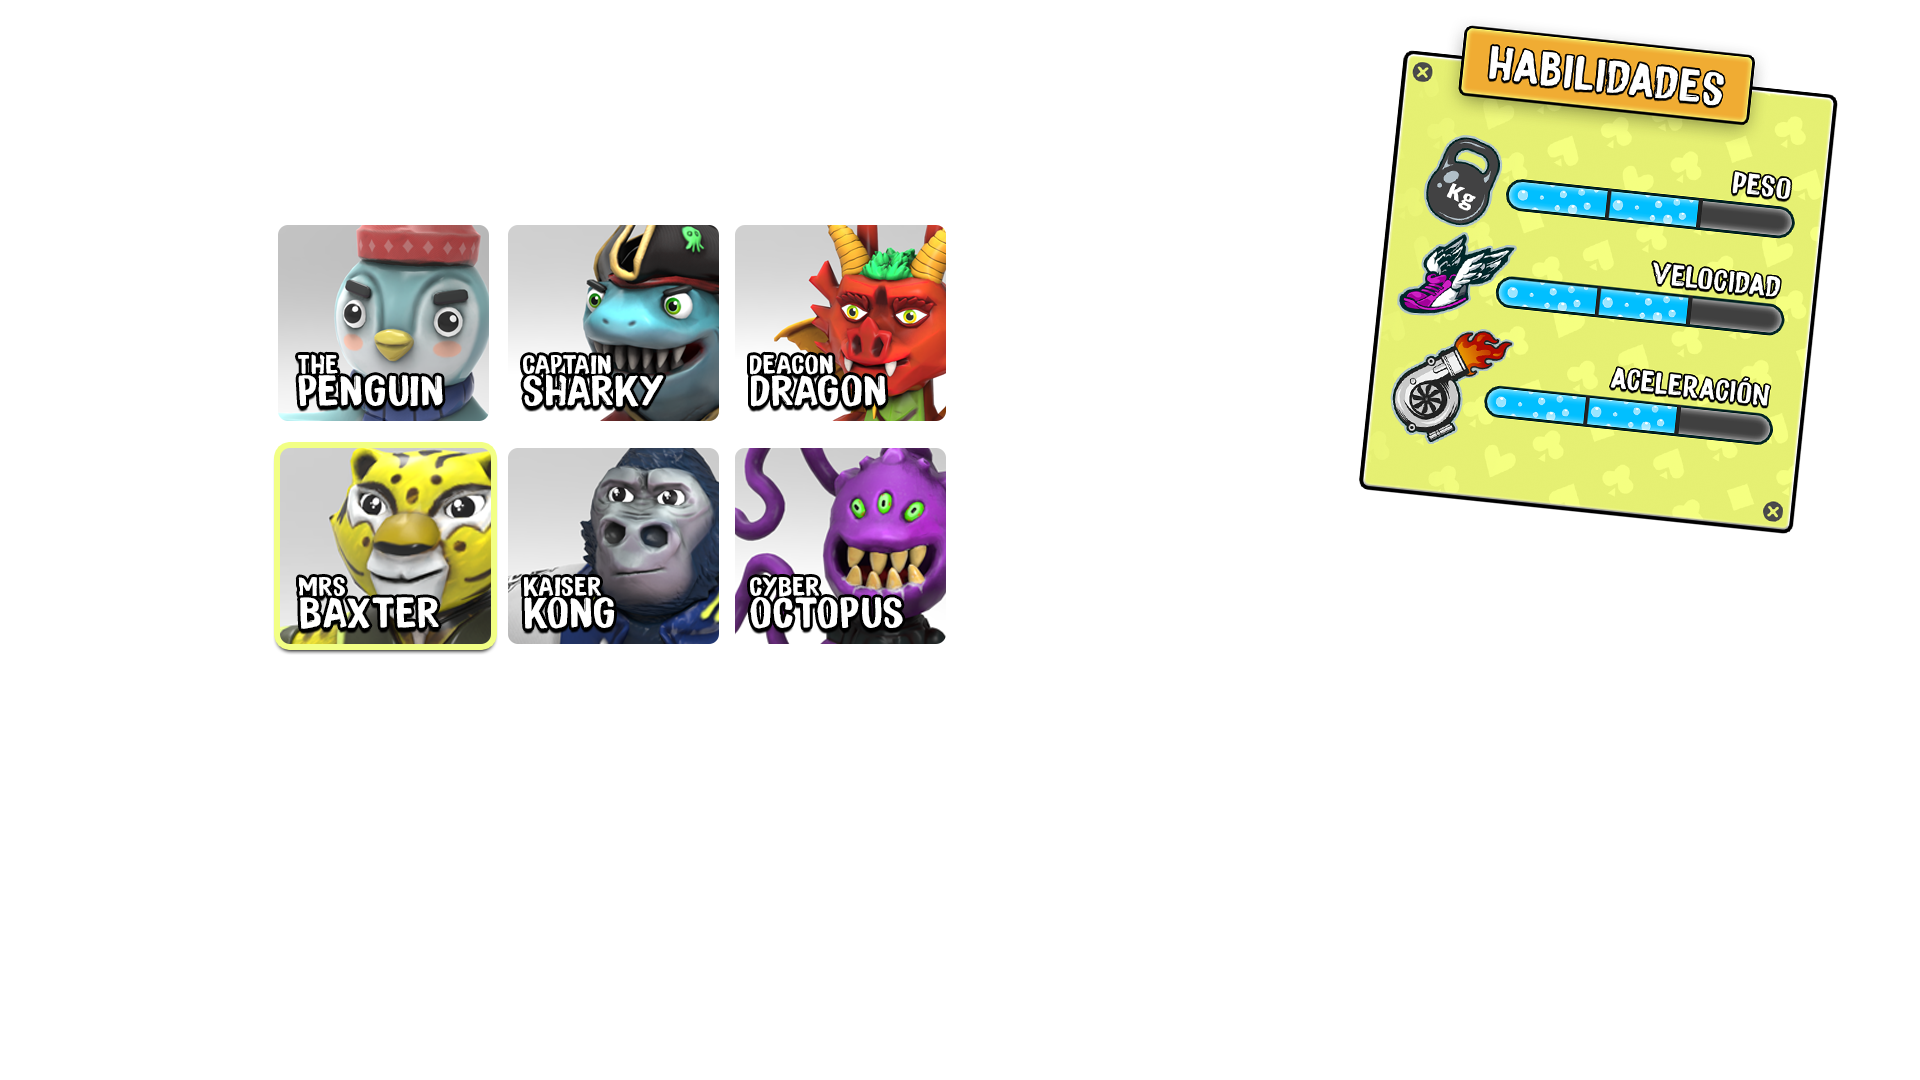 HABILIDADES
Kg
PESO
VELOCIDAD
ACELERACIÓN
THE
PENGUIN
CAPTAIN
SHARKY
DEACON
DRAGON
MRS
BAXTER
KAISER
KONG
CYBER
OCTOPUS